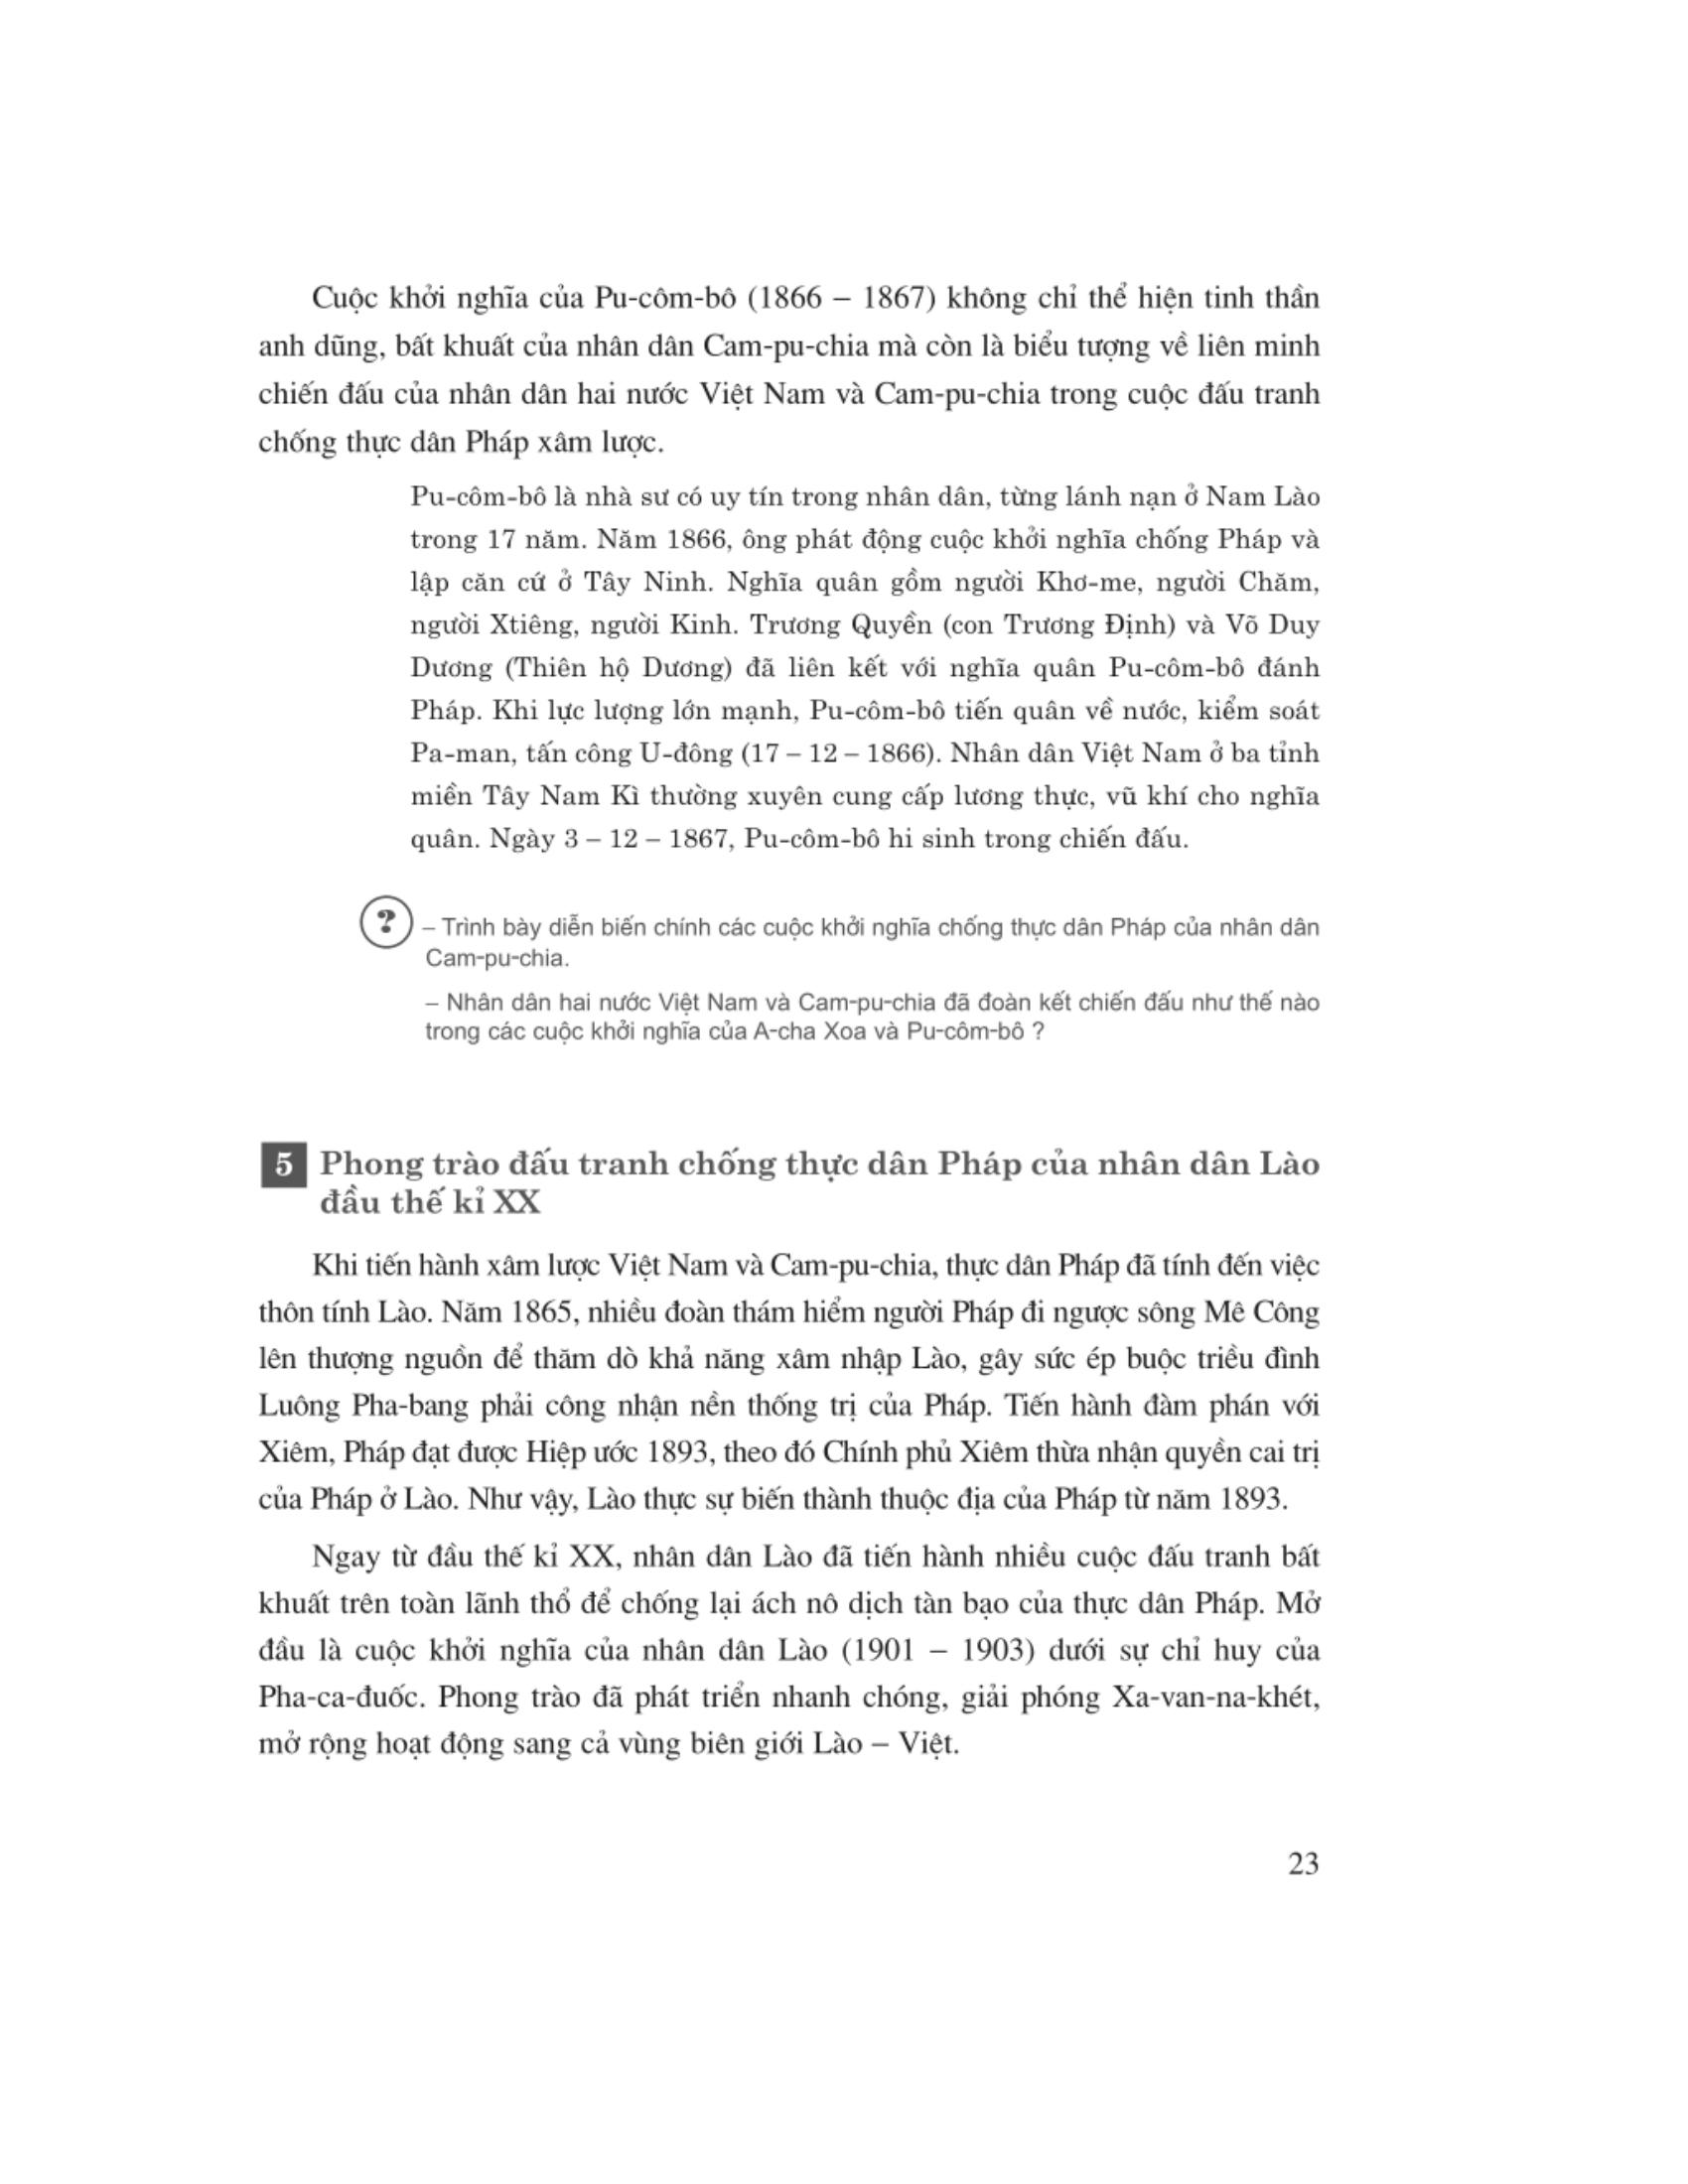 Cuộc khởi nghĩa của Pu-côm-bô (1866 – 1867) không chỉ thể hiện tinh thần
anh dũng, bất khuất của nhân dân Cam-pu-chia mà còn là biểu tượng về liên minh
chiến đấu của nhân dân hai nước Việt Nam và Cam-pu-chia trong cuộc đấu tranh
chống thực dân Pháp xâm lược.
Pu-côm-bô là nhà sư có uy tín trong nhân dân, từng lánh nạn ở Nam Lào
trong 17 năm. Năm 1866, ông phát động cuộc khởi nghĩa chống Pháp và
lập căn cứ ở Tây Ninh. Nghĩa quân gồm người Khơ-me, người Chăm,
người Xtiêng, người Kinh. Trương Quyền (con Trương Định) và Võ Duy
Dương (Thiên hộ Dương) đã liên kết với nghĩa quân Pu-côm-bô đánh
Pháp. Khi lực lượng lớn mạnh, Pu-côm-bô tiến quân về nước, kiểm soát
Pa-man, tấn công U-đông (17 – 12 – 1866). Nhân dân Việt Nam ở ba tỉnh
miền Tây Nam Kì thường xuyên cung cấp lương thực, vũ khí cho nghĩa
quân. Ngày 3 – 12 – 1867, Pu-côm-bô hi sinh trong chiến đấu.
? – Trình bày diễn biến chính các cuộc khởi nghĩa chống thực dân Pháp của nhân dân
Cam-pu-chia.
– Nhân dân hai nước Việt Nam và Cam-pu-chia đã đoàn kết chiến đấu như thế nào
trong các cuộc khởi nghĩa của A-cha Xoa và Pu-côm-bô ?
5 Phong trào đấu tranh chống thực dân Pháp của nhân dân Lào
đầu thế kỉ XX
Khi tiến hành xâm lược Việt Nam và Cam-pu-chia, thực dân Pháp đã tính đến việc
thôn tính Lào. Năm 1865, nhiều đoàn thám hiểm người Pháp đi ngược sông Mê Công
lên thượng nguồn để thăm dò khả năng xâm nhập Lào, gây sức ép buộc triều đình
Luông Pha-bang phải công nhận nền thống trị của Pháp. Tiến hành đàm phán với
Xiêm, Pháp đạt được Hiệp ước 1893, theo đó Chính phủ Xiêm thừa nhận quyền cai trị
của Pháp ở Lào. Như vậy, Lào thực sự biến thành thuộc địa của Pháp từ năm 1893.
Ngay từ đầu thế kỉ XX, nhân dân Lào đã tiến hành nhiều cuộc đấu tranh bất
khuất trên toàn lãnh thổ để chống lại ách nô dịch tàn bạo của thực dân Pháp. Mở
đầu là cuộc khởi nghĩa của nhân dân Lào (1901 – 1903) dưới sự chỉ huy của
Pha-ca-đuốc. Phong trào đã phát triển nhanh chóng, giải phóng Xa-van-na-khét,
mở rộng hoạt động sang cả vùng biên giới Lào – Việt.
23